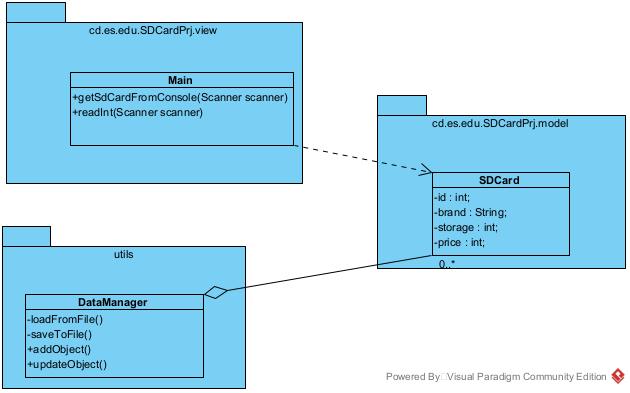 cd.es.edu.SDCardPrj.view
Main
+getSdCardFromConsole(Scanner scanner)
+readInt(Scanner scanner)
cd.es.edu.SDCardPrj.model
SDCard
-id : int;
-brand : String;
-storage : int;
-price : int;
0..*
utils
DataManager
-loadFromFile()
-saveToFile()
+addObject()
+updateObject()
Powered By Visual Paradigm Community Edition